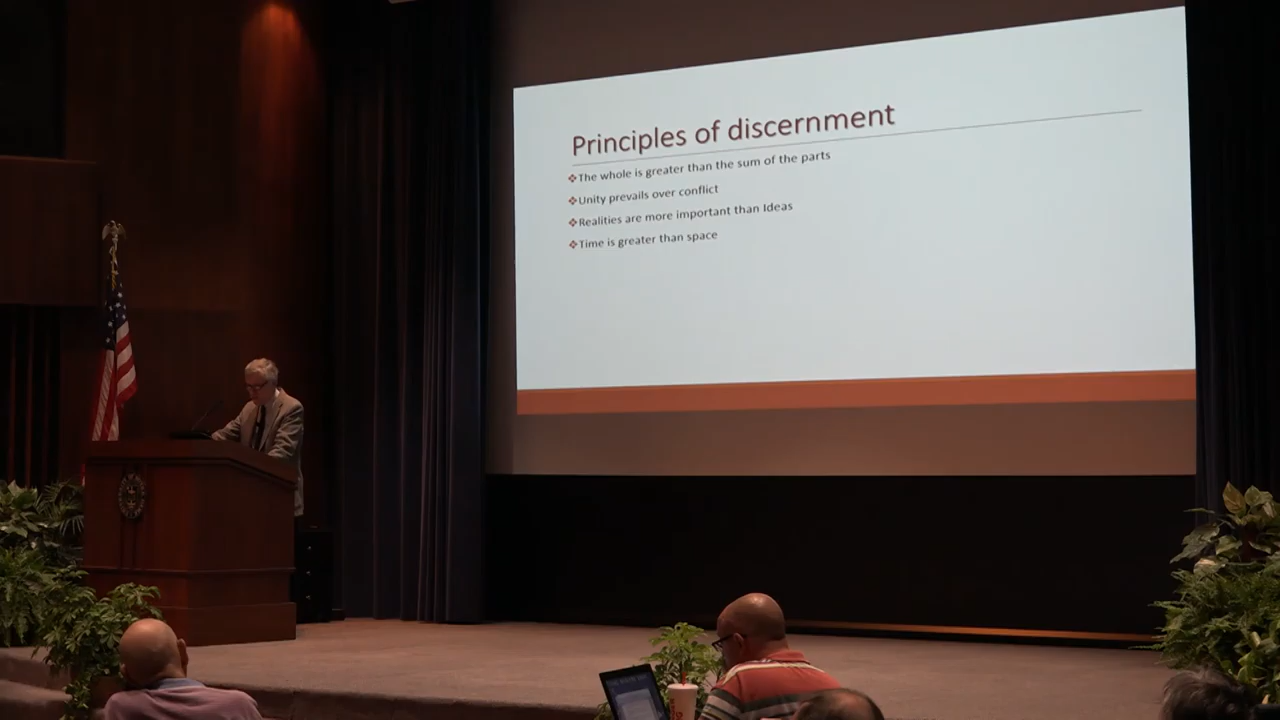 Principles of discernment
❖The whole is greater than the sum of the parts
❖Unity prevails over conflict
❖Realities are more important than Ideas
❖Time is greater than space